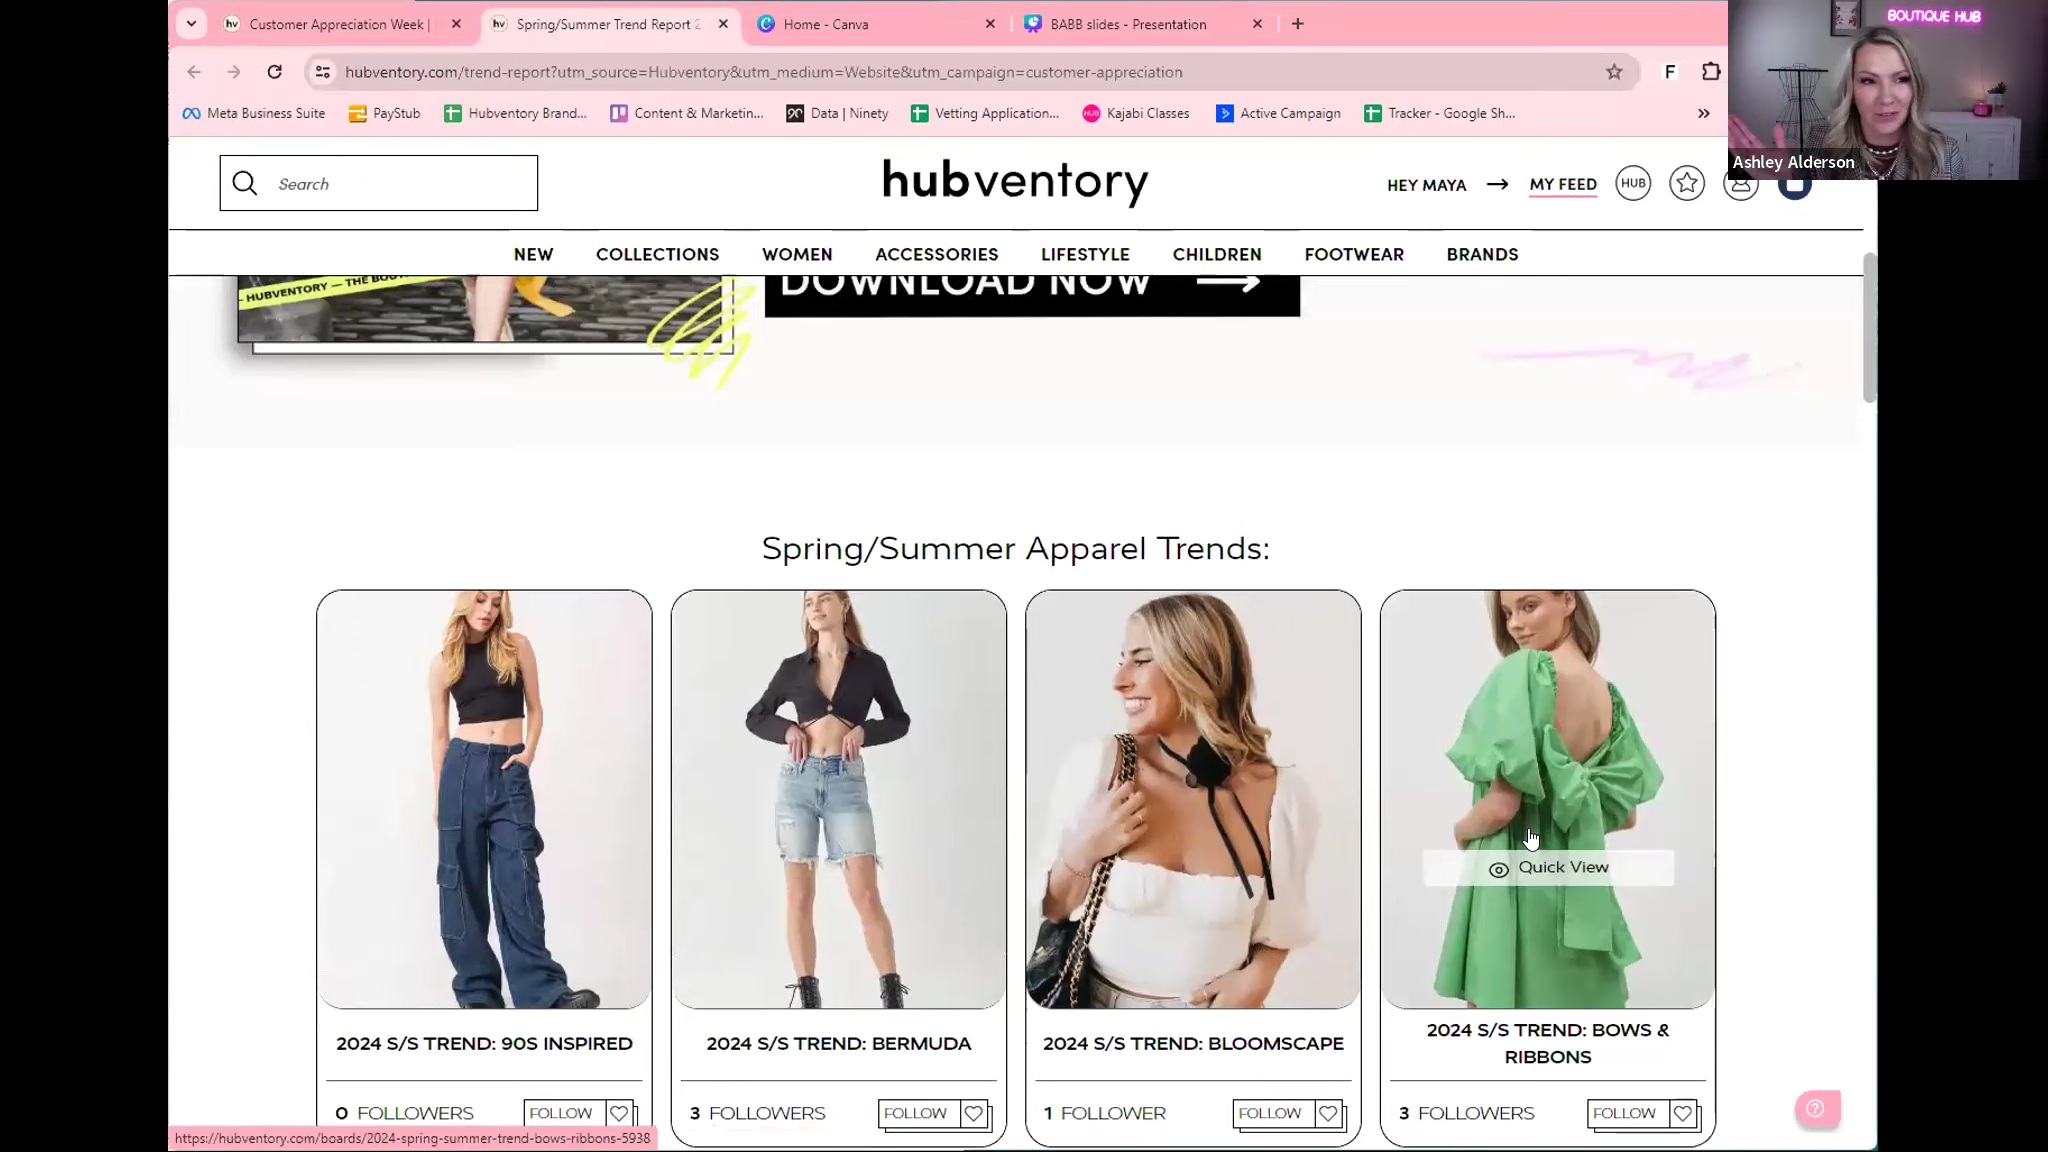 Customer Appreciation Week |
Spring/Summer Trend Report 2
Home - Canva
BABB slides - Presentation
BOUTIQUE HUB
hubventory.com/trend-report?utm_source=Hubventory&utm_medium=Website&utm_campaign=customer-appreciation
F
Meta Business Suite
PayStub
Hubventory Brand...
Content & Marketin...
Data | Ninety
Vetting Application...
Kajabi Classes
Active Campaign
Tracker - Google Sh...
Ashley Alderson
Search
hubventory
HEY MAYA → MY FEED
HUB
NEW
COLLECTIONS
WOMEN
ACCESSORIES
LIFESTYLE
CHILDREN
FOOTWEAR
BRANDS
HUBVENTORY — THE
DOWNLOAD NOW
Spring/Summer Apparel Trends:
Quick View
2024 S/S TREND: 90S INSPIRED
2024 S/S TREND: BERMUDA
2024 S/S TREND: BLOOMSCAPE
2024 S/S TREND: BOWS &
RIBBONS
0 FOLLOWERS
FOLLOW
3 FOLLOWERS
FOLLOW
1 FOLLOWER
FOLLOW
3 FOLLOWERS
FOLLOW
https://hubventory.com/boards/2024-spring-summer-trend-bows-ribbons-5938